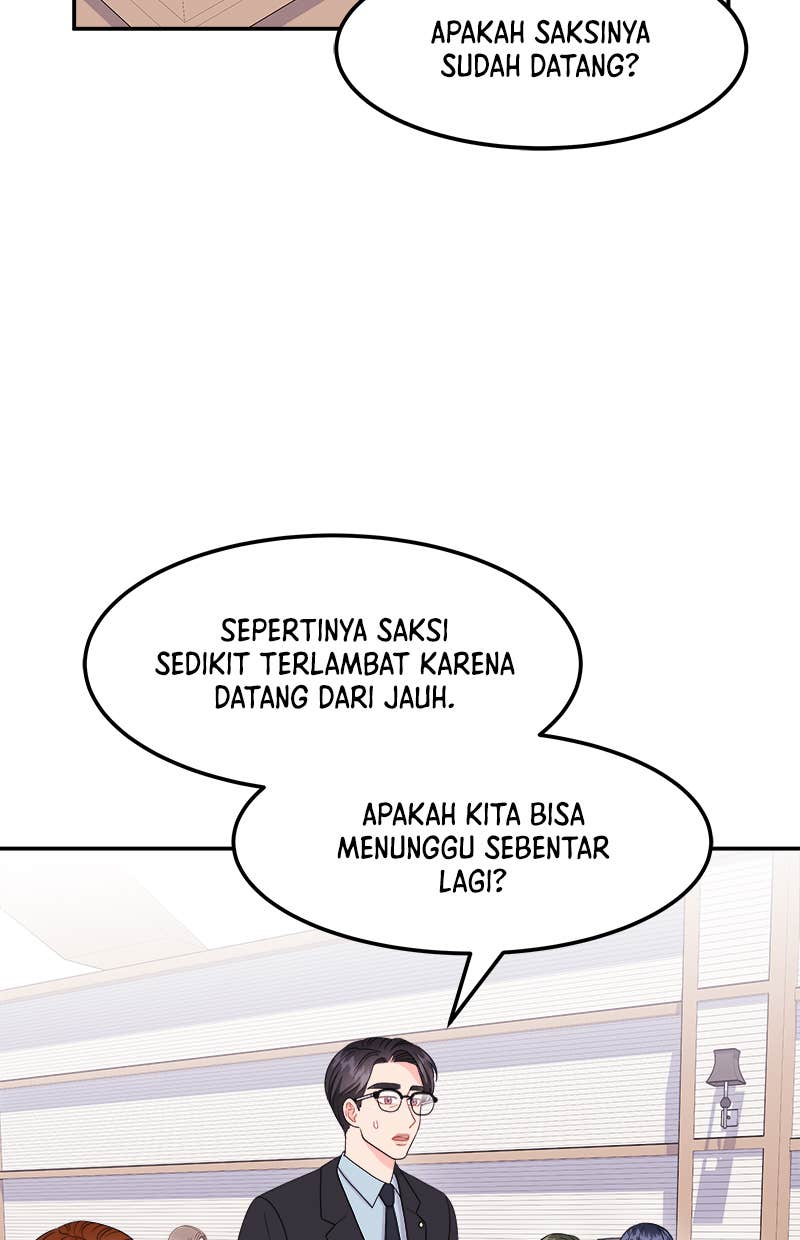 APAKAH SAKSINYA
SUDAH DATANG?
SEPERTINYA SAKSI
SEDIKIT TERLAMBAT KARENA
DATANG DARI JAUH.
APAKAH KITA BISA
MENUNGGU SEBENTAR
LAGI?